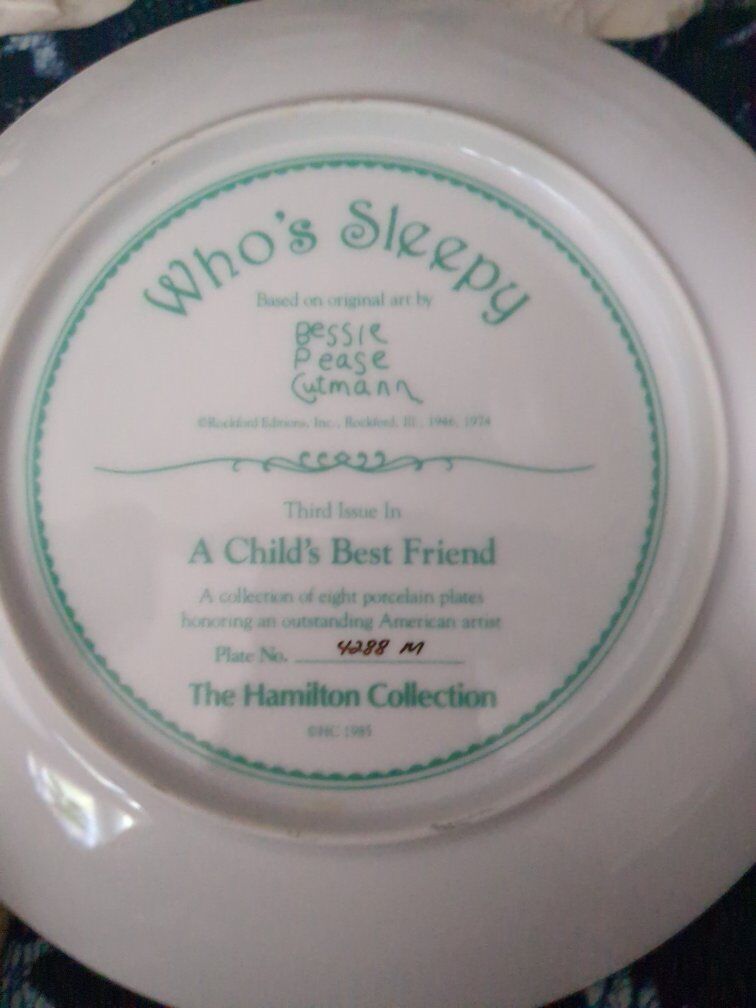 Who's Sleepy
Based on original art by
Bessie
Pease
Gutmann
©Rockford Editions, Inc., Rockford, Ill., 1946, 1974
Third Issue In
A Child's Best Friend
A collection of eight porcelain plates
honoring an outstanding American artist
Plate No. 4288 M
The Hamilton Collection
©HC 1985